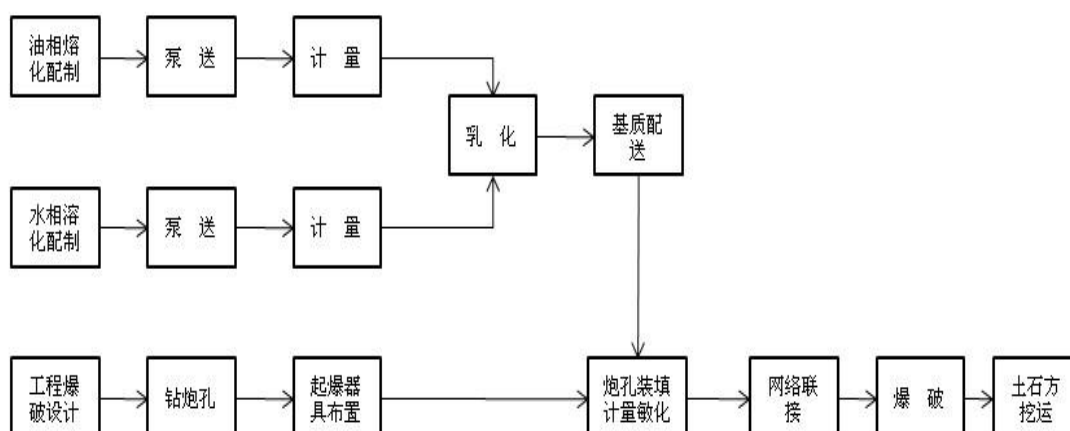 油相熔
化配制
泵 送
计 量
乳 化
基质配
送
水相溶
化配制
泵 送
计 量
工程爆
破设计
钻炮孔
起爆器
具布置
炮孔装填
计量敏化
网络联
接
爆 破
土石方
挖运